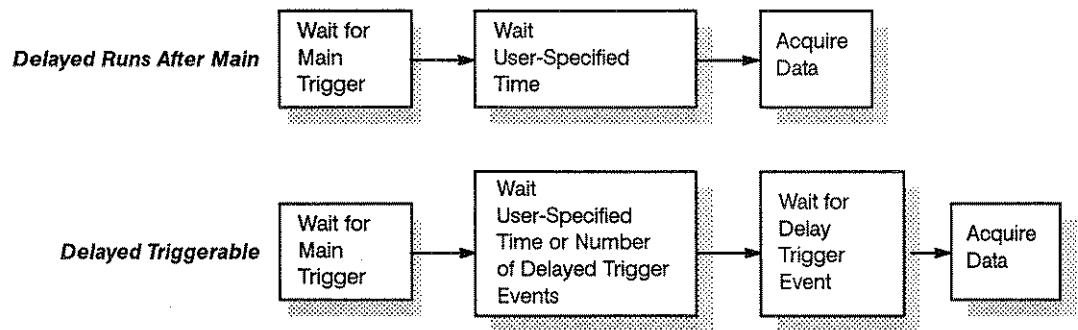 Delayed Runs After Main
Wait for
Main
Trigger
Wait
User-Specified
Time
Acquire
Data
Delayed Triggerable
Wait for
Main
Trigger
Wait
User-Specified
Time or Number
of Delayed Trigger
Events
Wait for
Delay
Trigger
Event
Acquire
Data